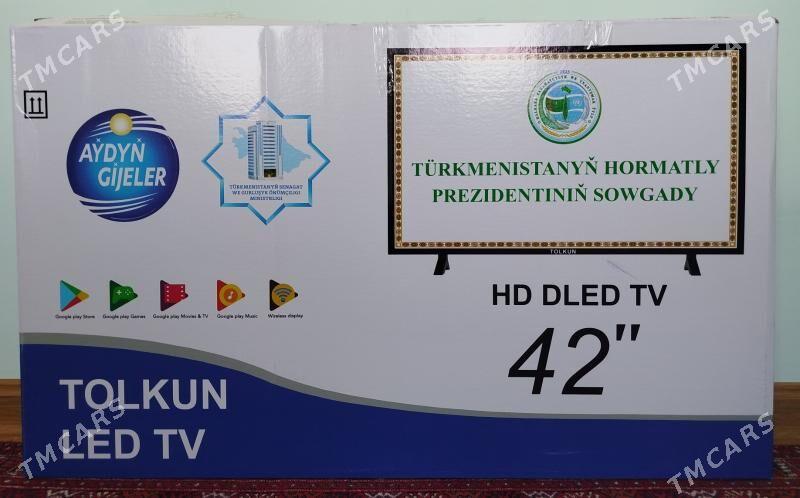 TMCARS
TMCARS
AÝDYŇ
GIJELER
TÜRKMENISTANYŇ SENAGAT
WE GURLUŞYK ÖNÜMÇILIGI
MINISTRLIGI
2023
TÜRKMENISTANYŇ HORMATLY
PREZIDENTINIŇ SOWGADY
TOLKUN
Google play Store
Google play Games
Google play Movies & TV
Google play Music
Wireless display
HD DLED TV
42"
TOLKUN
LED TV
TMCARS
TMCARS